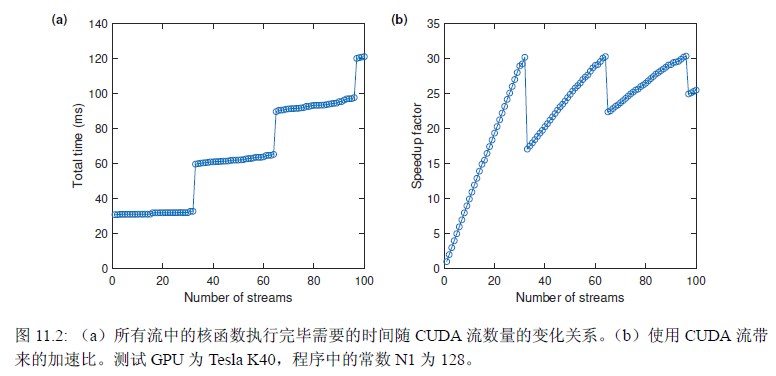 (a)
140
120
100
80
60
40
20
0
Total time (ms)
0 20 40 60 80 100
Number of streams
(b)
35
30
25
20
15
10
5
0
Speedup factor
0 20 40 60 80 100
Number of streams
图 11.2: （a）所有流中的核函数执行完毕需要的时间随 CUDA 流数量的变化关系。（b）使用 CUDA 流带
来的加速比。测试 GPU 为 Tesla K40，程序中的常数 N1 为 128。